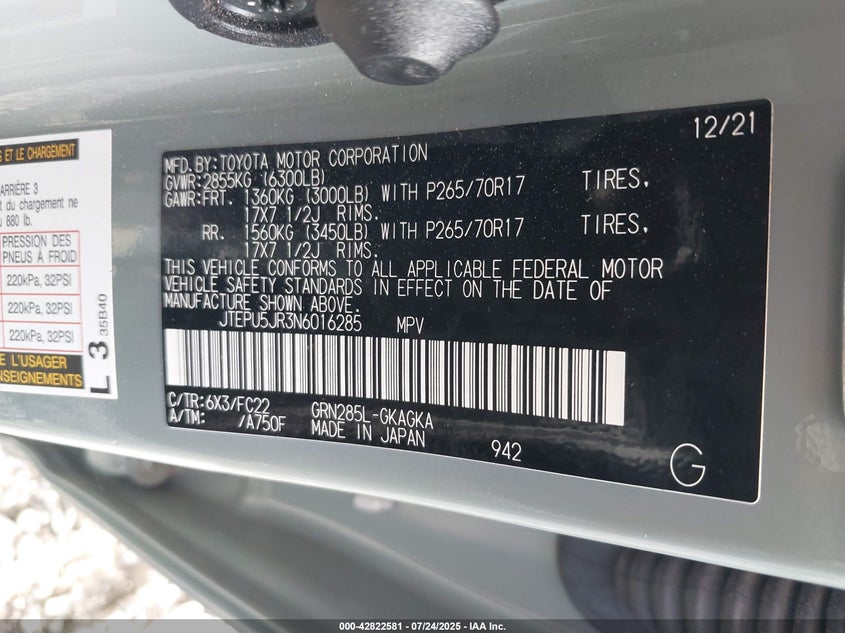 S ET LE CHARGEMENT
ARRIÈRE 3
t du chargement ne
u 880 lb.
PRESSION DES
PNEUS À FROID
220kPa, 32PSI
220kPa, 32PSI
220kPa, 32PSI
E L'USAGER
NSEIGNEMENTS
L 3 35B40
12/21
MFD.BY:TOYOTA MOTOR CORPORATION
GVWR:2855KG (6300LB)
GAWR:FRT. 1360KG (3000LB) WITH P265/70R17 TIRES,
17X7 1/2J RIMS.
RR. 1560KG (3450LB) WITH P265/70R17 TIRES,
17X7 1/2J RIMS.
THIS VEHICLE CONFORMS TO ALL APPLICABLE FEDERAL MOTOR
VEHICLE SAFETY STANDARDS IN EFFECT ON THE DATE OF
MANUFACTURE SHOWN ABOVE.
JTEPU5JR3N6016285 MPV
C/TR:6X3/FC22 GRN285L-GKAGKA
A/TM: /A750F MADE IN JAPAN
942
G
000-42822581 - 07/24/2025 - IAA Inc.